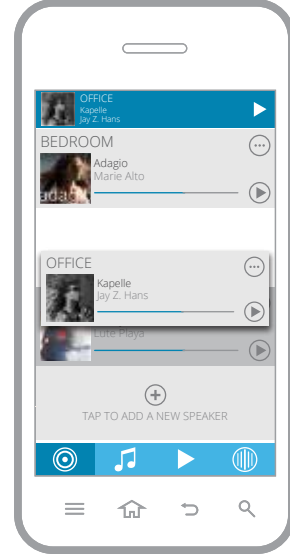 OFFICE
Kapelle
Jay Z. Hans
BEDROOM
Adagio
Marie Alto
OFFICE
Kapelle
Jay Z. Hans
Lute Playa
TAP TO ADD A NEW SPEAKER